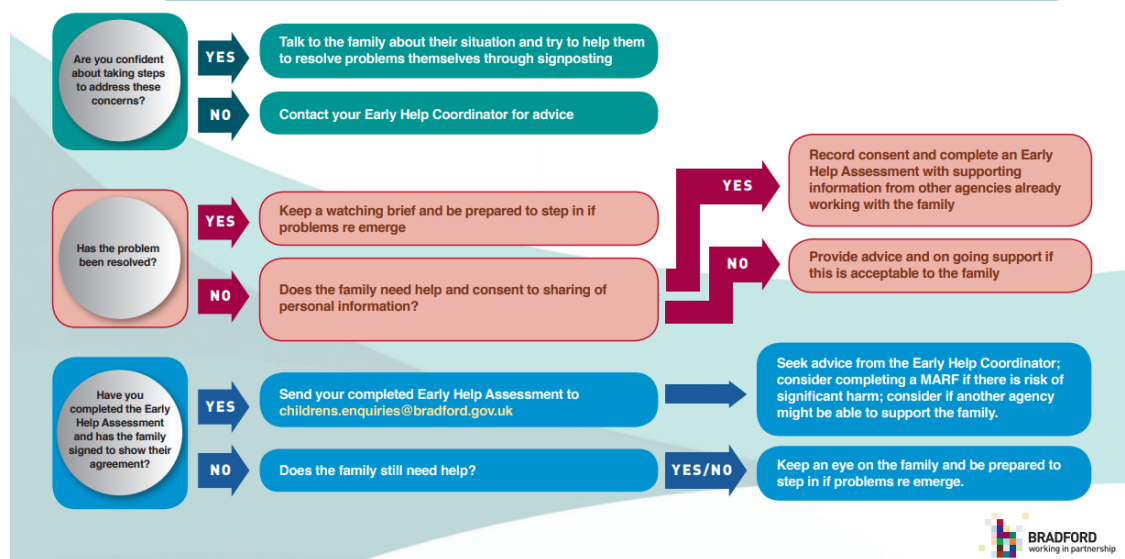 Are you confident
about taking steps
to address these
concerns?
YES
Talk to the family about their situation and try to help them
to resolve problems themselves through signposting
NO
Contact your Early Help Coordinator for advice
Has the problem
been resolved?
YES
Keep a watching brief and be prepared to step in if
problems re emerge
NO
Does the family need help and consent to sharing of
personal information?
YES
Record consent and complete an Early
Help Assessment with supporting
information from other agencies already
working with the family
NO
Provide advice and on going support if
this is acceptable to the family
Have you
completed the Early
Help Assessment
and has the family
signed to show their
agreement?
YES
Send your completed Early Help Assessment to
childrens.enquiries@bradford.gov.uk
Seek advice from the Early Help Coordinator;
consider completing a MARF if there is risk of
significant harm; consider if another agency
might be able to support the family.
NO
Does the family still need help?
YES/NO
Keep an eye on the family and be prepared to
step in if problems re emerge.
BRADFORD
working in partnership